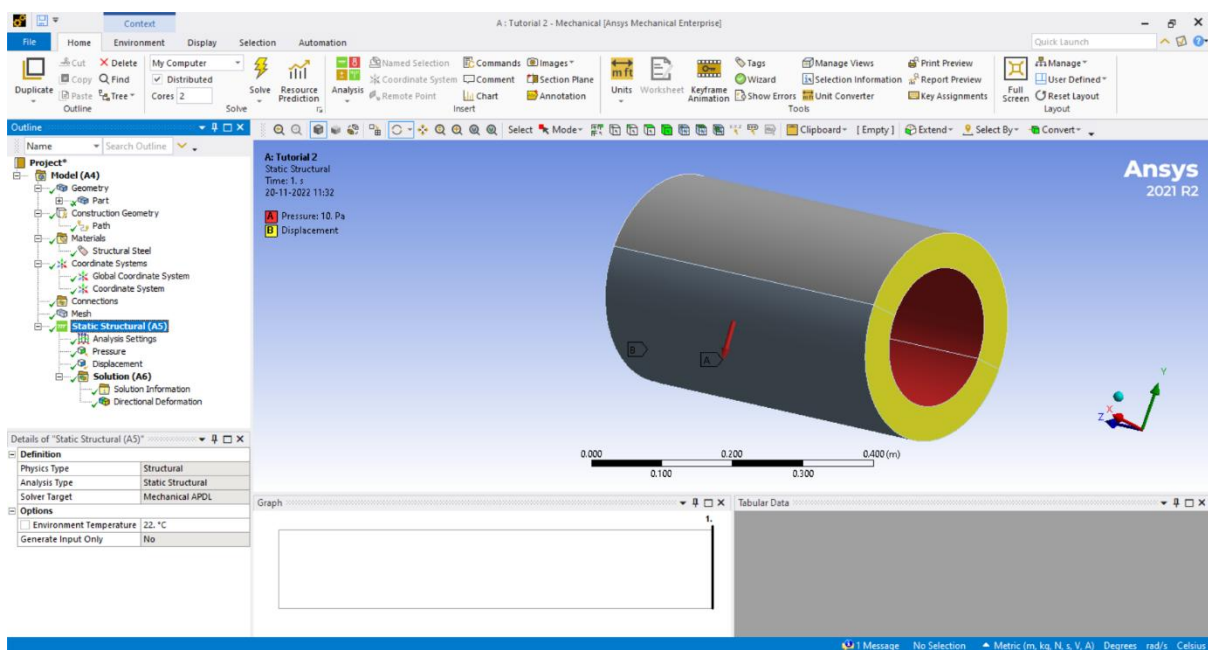 Context
A : Tutorial 2 - Mechanical [Ansys Mechanical Enterprise]
File Home Environment Display Selection Automation
Quick Launch
Duplicate
Cut
Copy
Paste
Delete
Find
Tree
Outline
My Computer
Distributed
Cores 2
Solve
Resource Prediction
Solve
Analysis
Named Selection
Coordinate System
Remote Point
Commands
Comment
Chart
Images
Section Plane
Annotation
Insert
Units
Worksheet
Keyframe Animation
Tags
Wizard
Show Errors
Manage Views
Selection Information
Unit Converter
Print Preview
Report Preview
Key Assignments
Tools
Full Screen
Manage
User Defined
Reset Layout
Layout
Outline
Name
Search Outline
Select Mode
Clipboard [Empty] Extend Select By Convert
Project*
Model (A4)
Geometry
Part
Construction Geometry
Path
Materials
Structural Steel
Coordinate Systems
Global Coordinate System
Coordinate System
Connections
Mesh
Static Structural (A5)
Analysis Settings
Pressure
Displacement
Solution (A6)
Solution Information
Directional Deformation
A: Tutorial 2
Static Structural
Time: 1. s
20-11-2022 11:32
A Pressure: 10. Pa
B Displacement
Ansys
2021 R2
B
A
Y
X
Z
0.000 0.200 0.400 (m)
0.100 0.300
Details of "Static Structural (A5)"
Definition
Physics Type Structural
Analysis Type Static Structural
Solver Target Mechanical APDL
Options
Environment Temperature 22. °C
Generate Input Only No
Graph
1.
Tabular Data
1 Message No Selection Metric (m, kg, N, s, V, A) Degrees rad/s Celsius